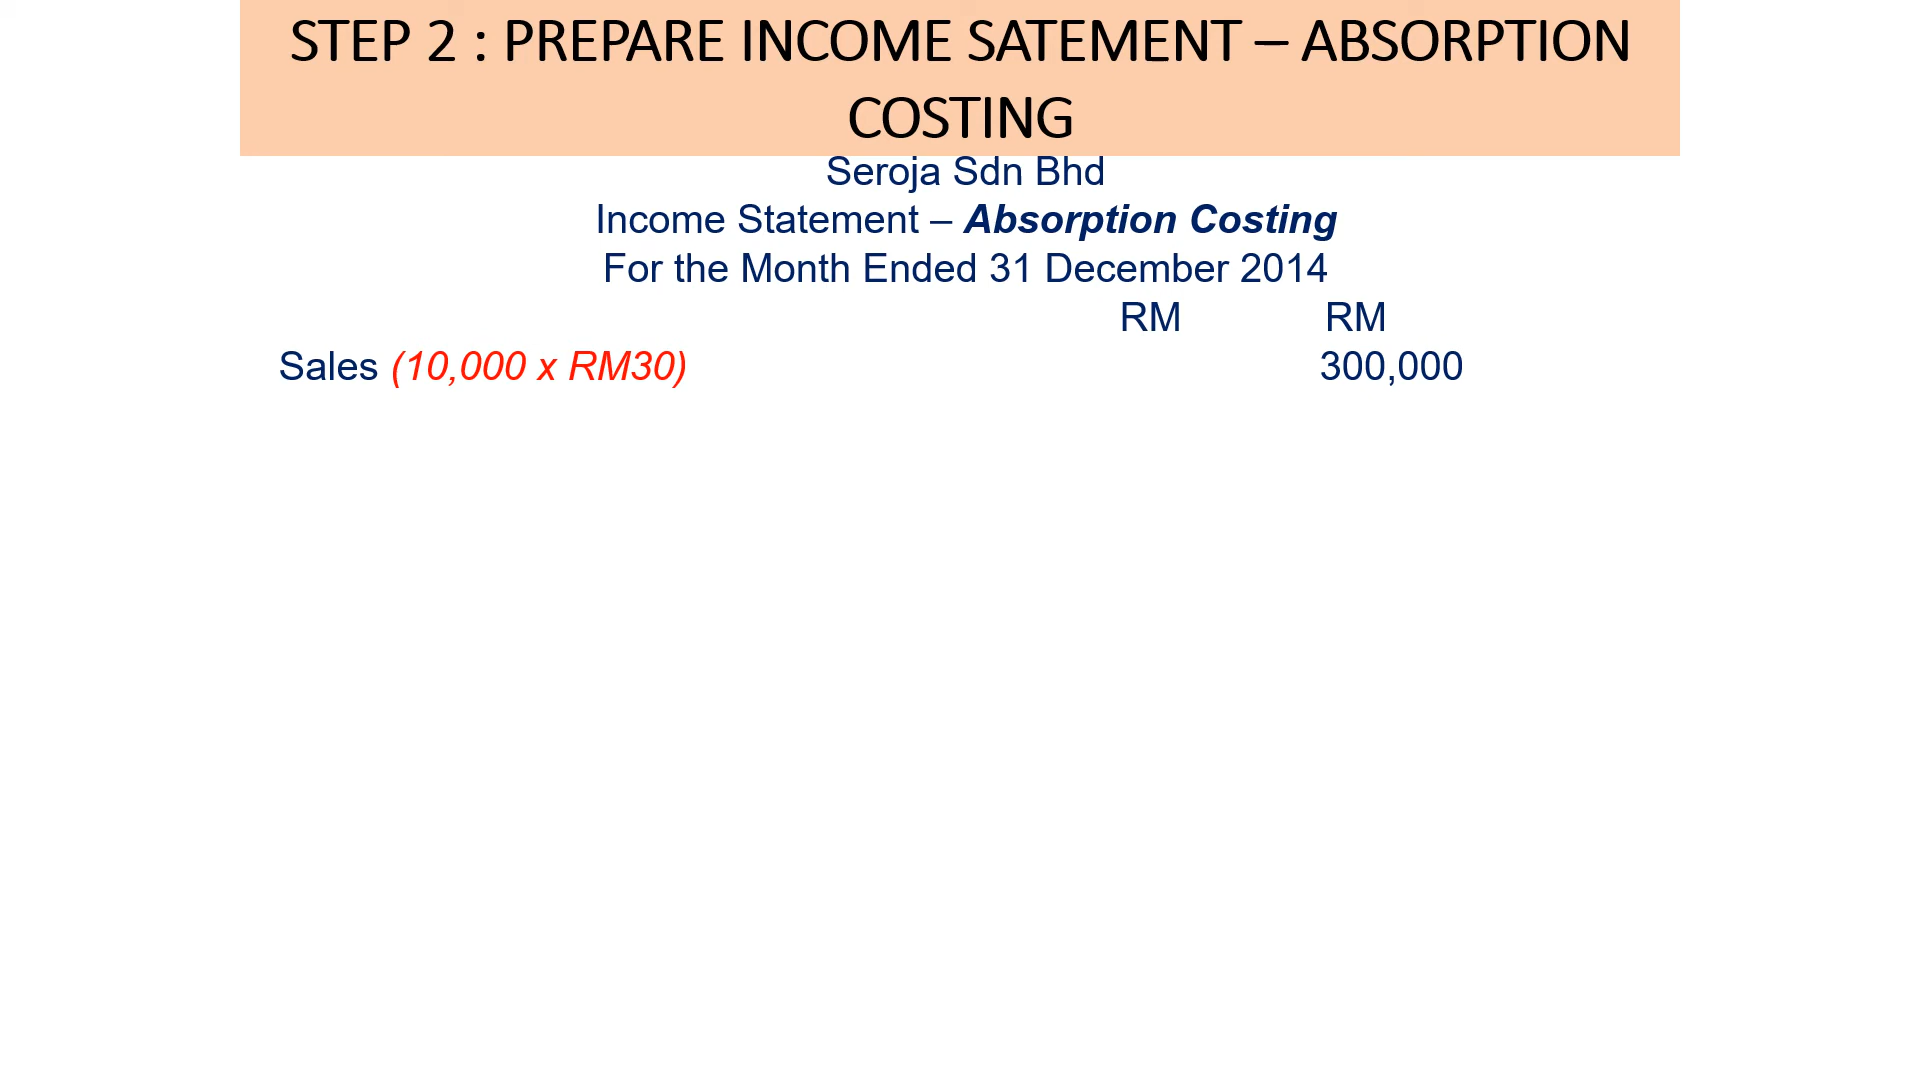 STEP 2 : PREPARE INCOME SATEMENT – ABSORPTION
COSTING
Seroja Sdn Bhd
Income Statement – Absorption Costing
For the Month Ended 31 December 2014
RM RM
Sales (10,000 x RM30) 300,000